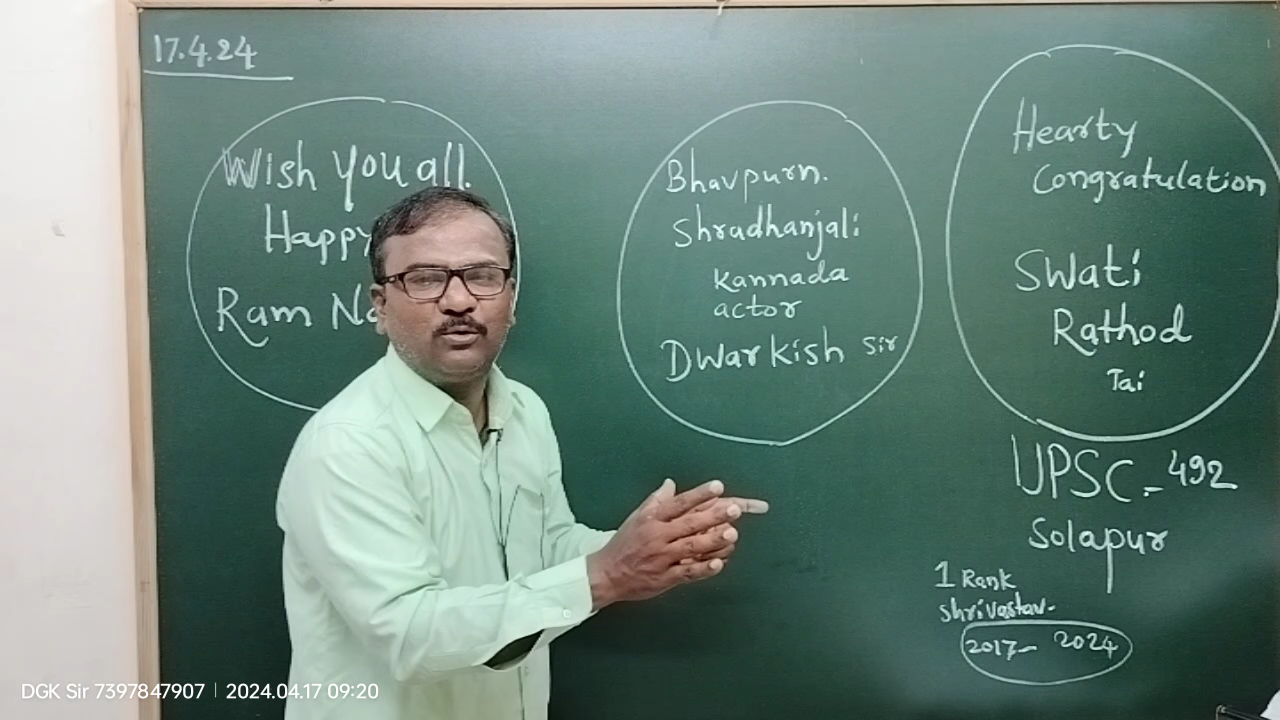 17.4.24
Wish you all.
Happy
Ram Na
Bhavpurn.
Shradhanjali
Kannada
actor
Dwarkish Sir
Hearty
Congratulation
Swati
Rathod
Tai
UPSC - 492
Solapur
1 Rank
Shrivastav-
2017- 2024
DGK Sir 7397847907 | 2024.04.17 09:20